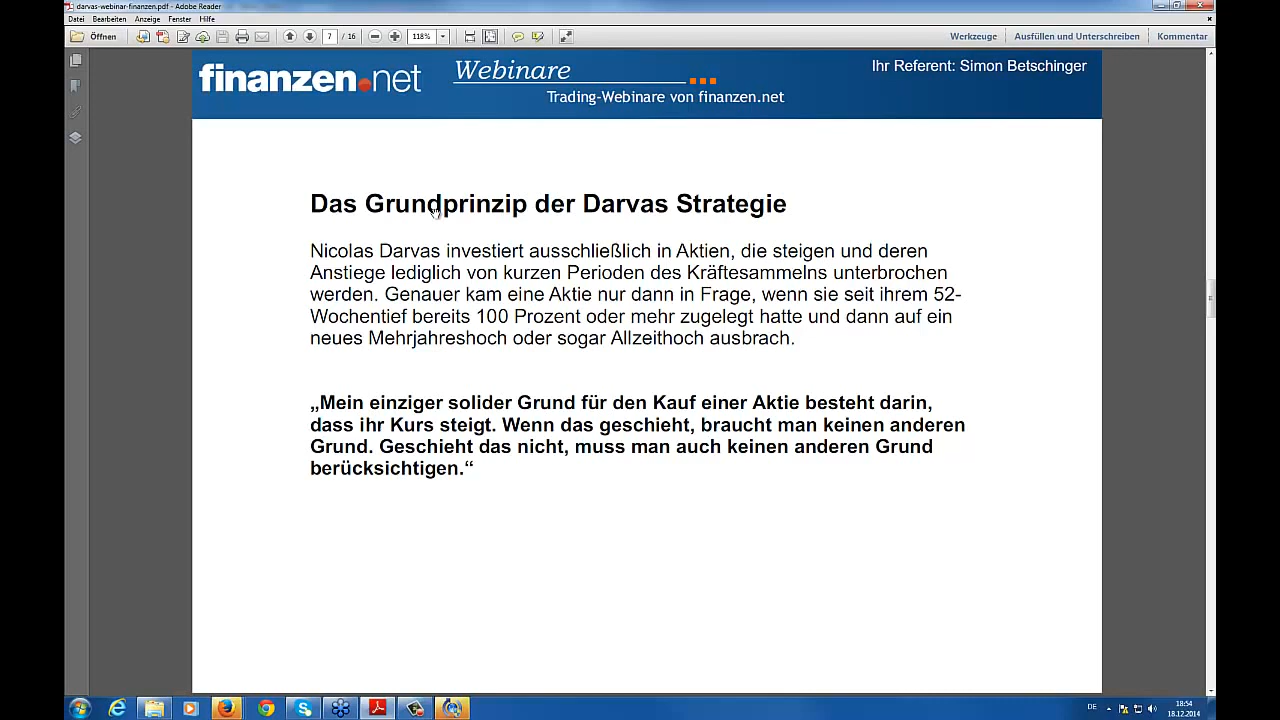 darvas-webinar-finanzen.pdf - Adobe Reader
Datei Bearbeiten Anzeige Fenster Hilfe
Öffnen 7 / 16 118% Werkzeuge Ausfüllen und Unterschreiben Kommentar
finanzen.net Webinare Ihr Referent: Simon Betschinger
Trading-Webinare von finanzen.net
Das Grundprinzip der Darvas Strategie
Nicolas Darvas investiert ausschließlich in Aktien, die steigen und deren
Anstiege lediglich von kurzen Perioden des Kräftesammelns unterbrochen
werden. Genauer kam eine Aktie nur dann in Frage, wenn sie seit ihrem 52-
Wochentief bereits 100 Prozent oder mehr zugelegt hatte und dann auf ein
neues Mehrjahreshoch oder sogar Allzeithoch ausbrach.
„Mein einziger solider Grund für den Kauf einer Aktie besteht darin,
dass ihr Kurs steigt. Wenn das geschieht, braucht man keinen anderen
Grund. Geschieht das nicht, muss man auch keinen anderen Grund
berücksichtigen.“
DE 18:54
18.12.2014